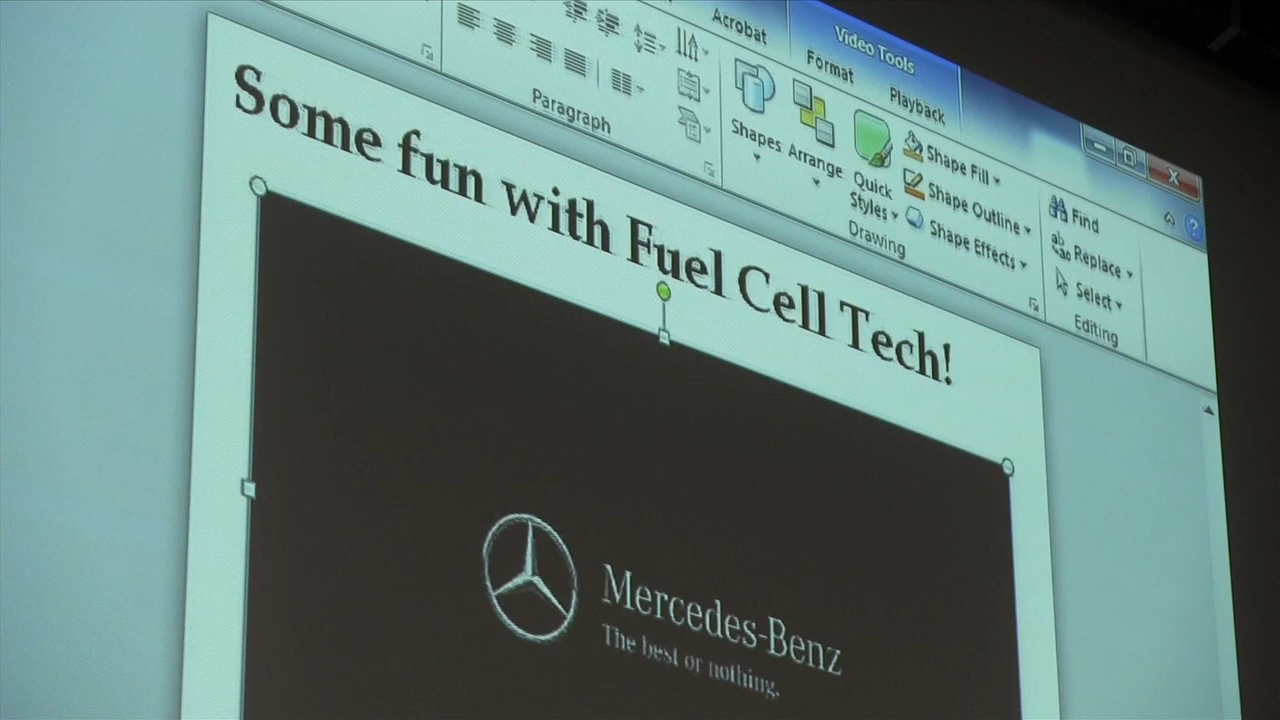 Acrobat
Video Tools
Format
Playback
Paragraph
Shapes
Arrange
Quick
Styles
Shape Fill
Shape Outline
Shape Effects
Drawing
Find
Replace
Select
Editing
Some fun with Fuel Cell Tech!
Mercedes-Benz
The best or nothing.